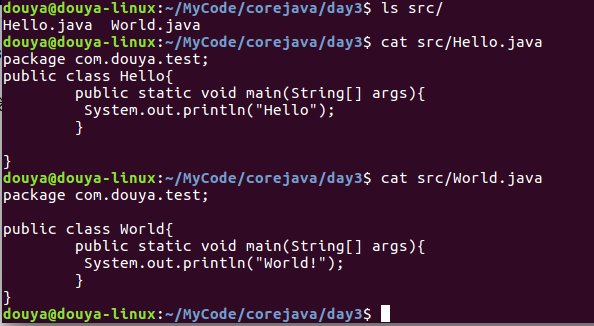 douya@douya-linux:~/MyCode/corejava/day3$ ls src/
Hello.java  World.java
douya@douya-linux:~/MyCode/corejava/day3$ cat src/Hello.java
package com.douya.test;
public class Hello{
        public static void main(String[] args){
         System.out.println("Hello");
        }

}
douya@douya-linux:~/MyCode/corejava/day3$ cat src/World.java
package com.douya.test;

public class World{
        public static void main(String[] args){
         System.out.println("World!");
        }
}
douya@douya-linux:~/MyCode/corejava/day3$